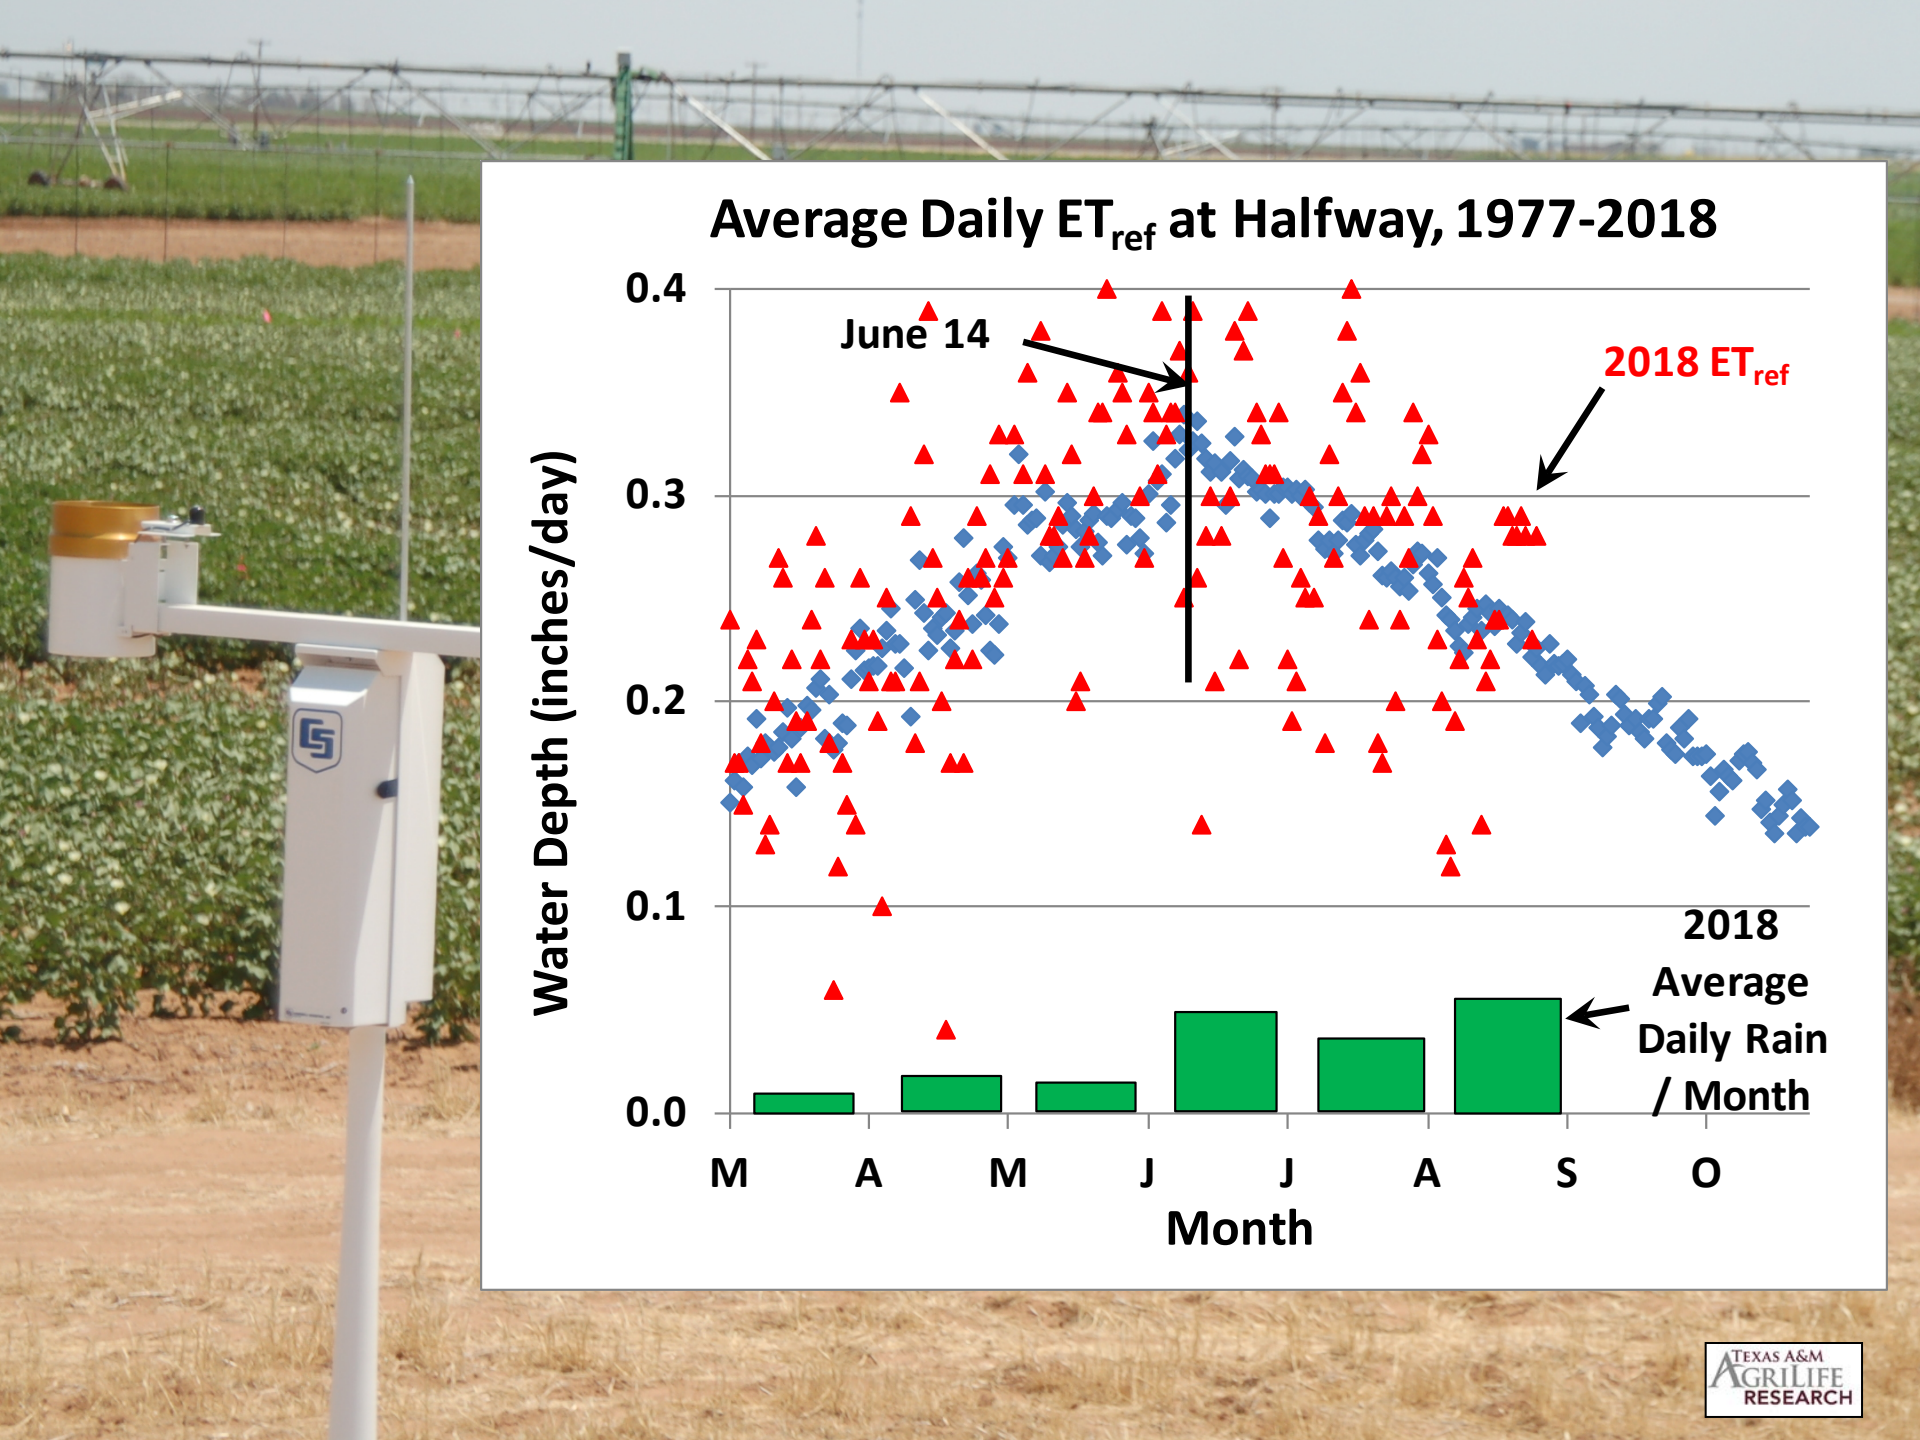 Average Daily ETref at Halfway, 1977-2018
0.4
June 14
2018 ETref
0.3
0.2
0.1
0.0
Water Depth (inches/day)
2018
Average
Daily Rain
/ Month
M A M J J A S O
Month
CS
TEXAS A&M
AGRILIFE
RESEARCH